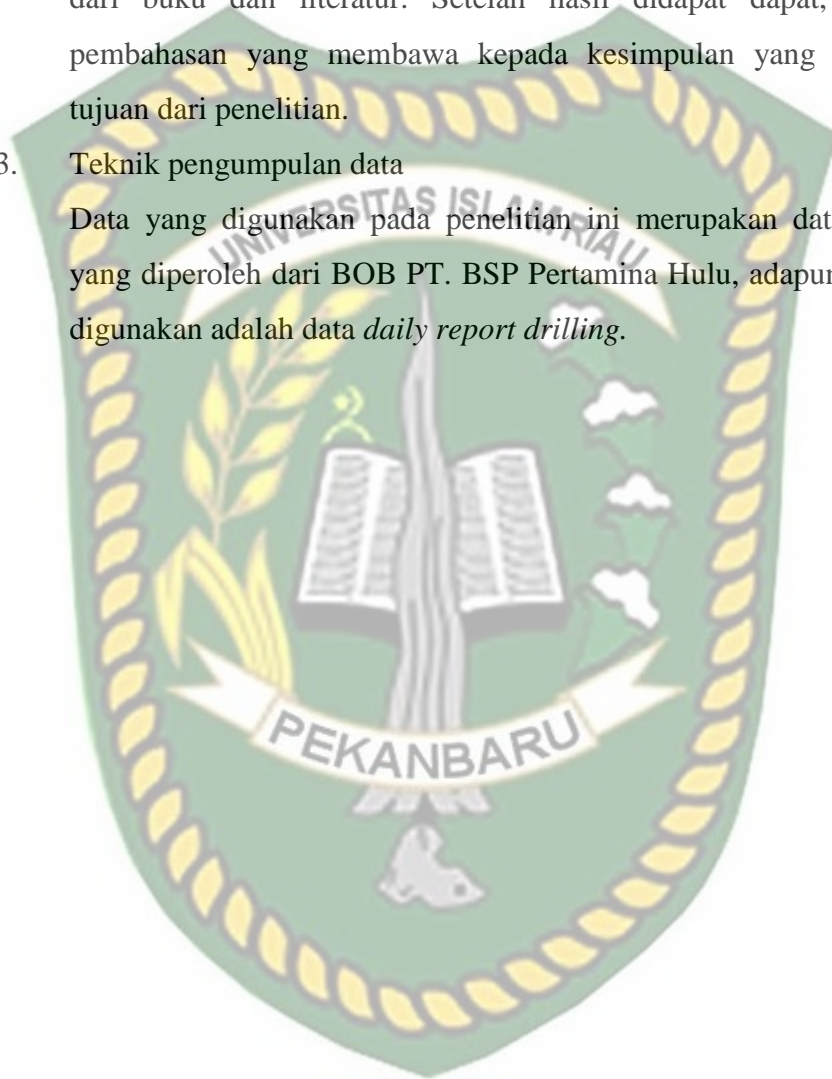 dari buku dan literatur. Setelah hasil didapat dapat,
pembahasan yang membawa kepada kesimpulan yang
tujuan dari penelitian.
3. Teknik pengumpulan data
UNIVERSITAS ISLAM RIAU
Data yang digunakan pada penelitian ini merupakan dat
yang diperoleh dari BOB PT. BSP Pertamina Hulu, adapun
digunakan adalah data daily report drilling.
PEKANBARU